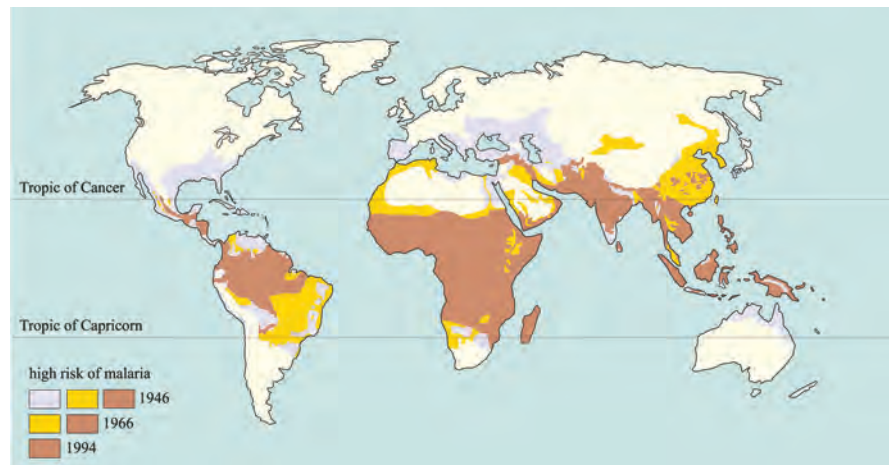 Tropic of Cancer
Tropic of Capricorn
high risk of malaria
1946
1966
1994